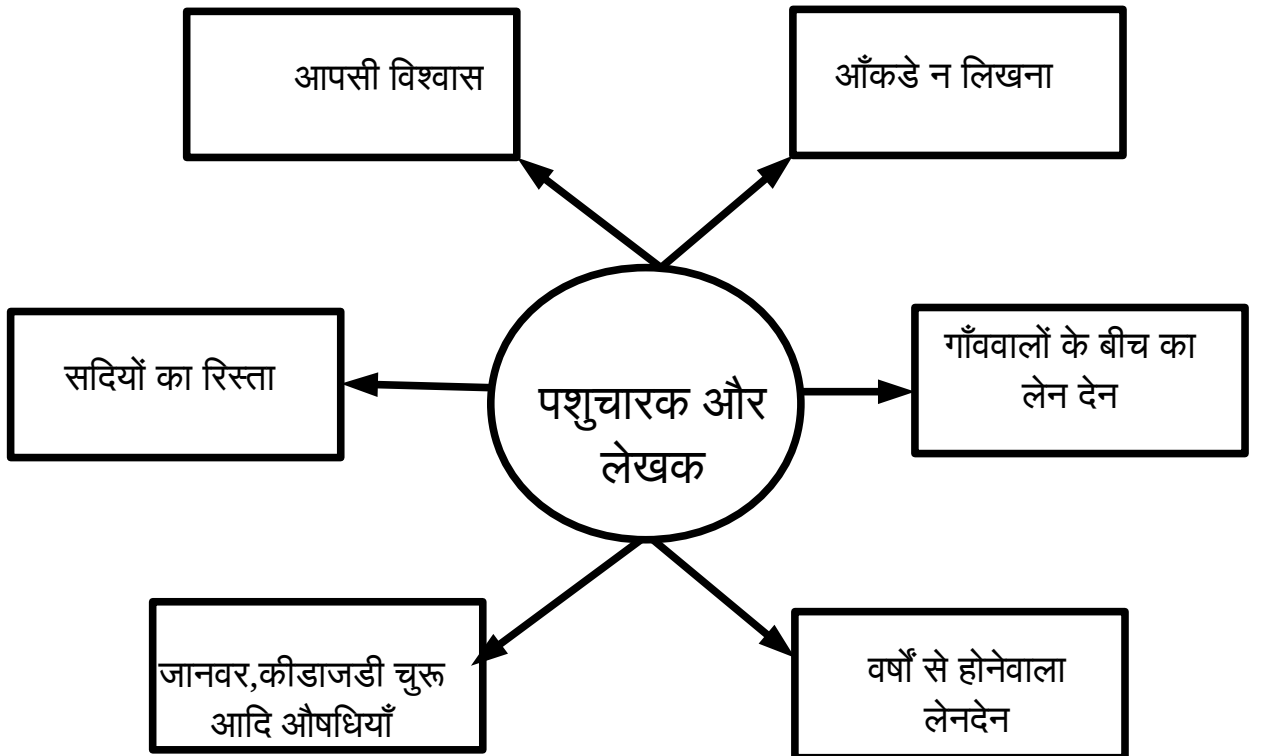 आपसी विश्वास
आँकडे न लिखना
सदियों का रिस्ता
गाँववालों के बीच का
लेन देन
पशुचारक और
लेखक
जानवर,कीडाजडी चुरू
आदि औषधियाँ
वर्षों से होनेवाला
लेनदेन